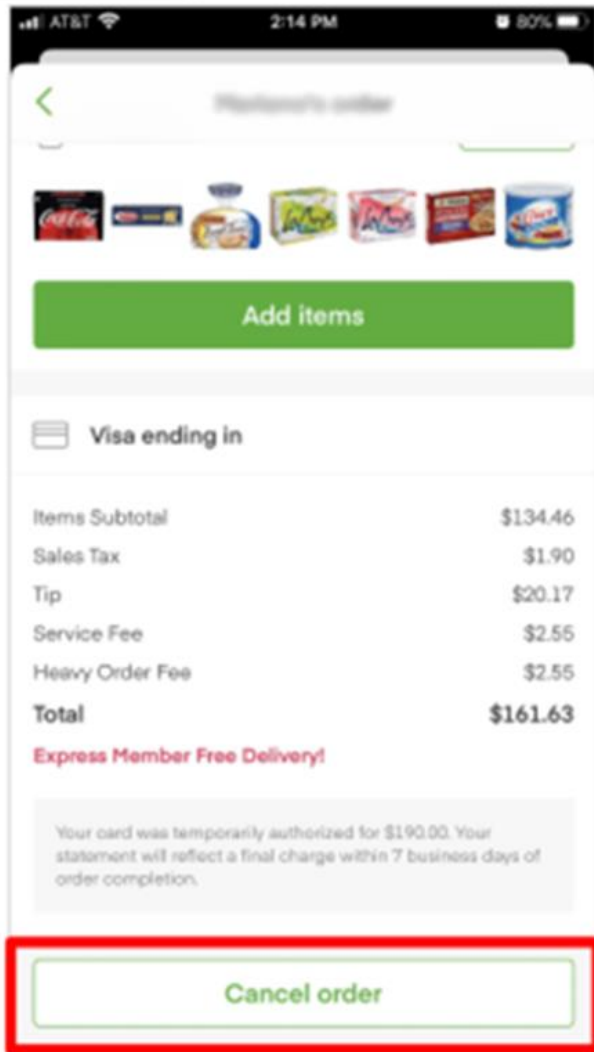 AT&T 2:14 PM 80%
Add items
Visa ending in
Items Subtotal $134.46
Sales Tax $1.90
Tip $20.17
Service Fee $2.55
Heavy Order Fee $2.55
Total $161.63
Express Member Free Delivery!
Your card was temporarily authorized for $190.00. Your
statement will reflect a final charge within 7 business days of
order completion.
Cancel order